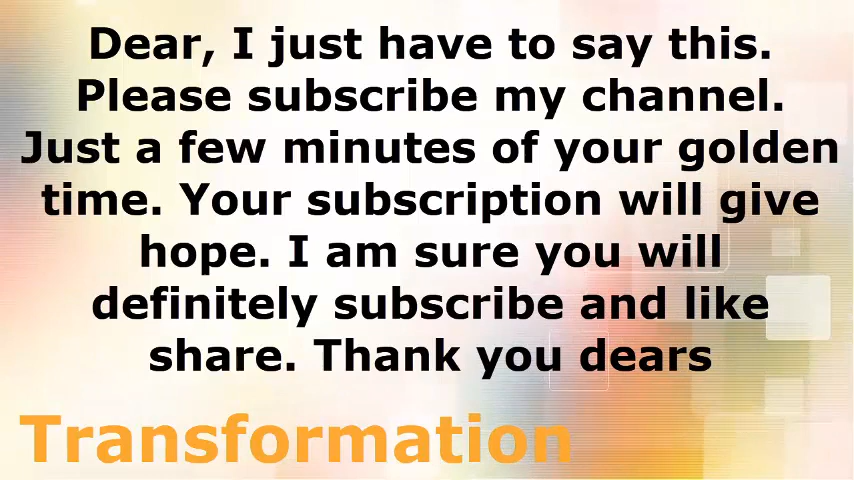 Dear, I just have to say this.
Please subscribe my channel.
Just a few minutes of your golden
time. Your subscription will give
hope. I am sure you will
definitely subscribe and like
share. Thank you dears
Transformation